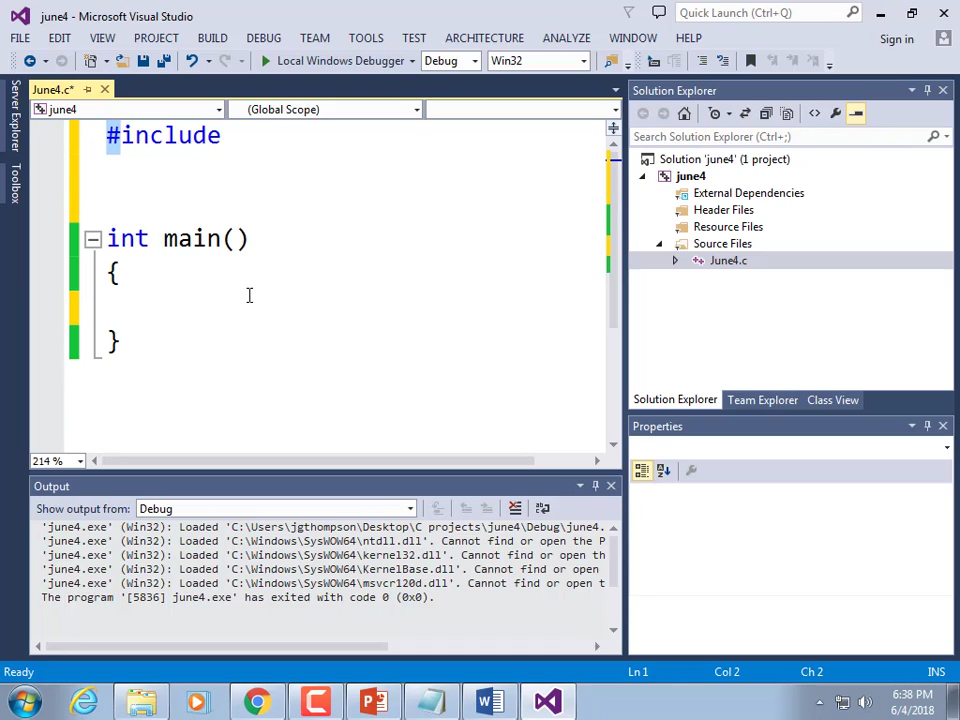 june4 - Microsoft Visual Studio
Quick Launch (Ctrl+Q)
FILE EDIT VIEW PROJECT BUILD DEBUG TEAM TOOLS TEST ARCHITECTURE ANALYZE WINDOW HELP
Sign in
Local Windows Debugger Debug Win32
Server Explorer
Toolbox
June4.c*
june4 (Global Scope)
#include
int main()
{
}
214 %
Solution Explorer
Search Solution Explorer (Ctrl+;)
Solution 'june4' (1 project)
june4
External Dependencies
Header Files
Resource Files
Source Files
June4.c
Solution Explorer Team Explorer Class View
Properties
Output
Show output from: Debug
'june4.exe' (Win32): Loaded 'C:\Users\jgthompson\Desktop\C projects\june4\Debug\june4.
'june4.exe' (Win32): Loaded 'C:\Windows\SysWOW64\ntdll.dll'. Cannot find or open the P
'june4.exe' (Win32): Loaded 'C:\Windows\SysWOW64\kernel32.dll'. Cannot find or open th
'june4.exe' (Win32): Loaded 'C:\Windows\SysWOW64\KernelBase.dll'. Cannot find or open
'june4.exe' (Win32): Loaded 'C:\Windows\SysWOW64\msvcr120d.dll'. Cannot find or open t
The program '[5836] june4.exe' has exited with code 0 (0x0).
Ready Ln 1 Col 2 Ch 2 INS
6:38 PM
6/4/2018